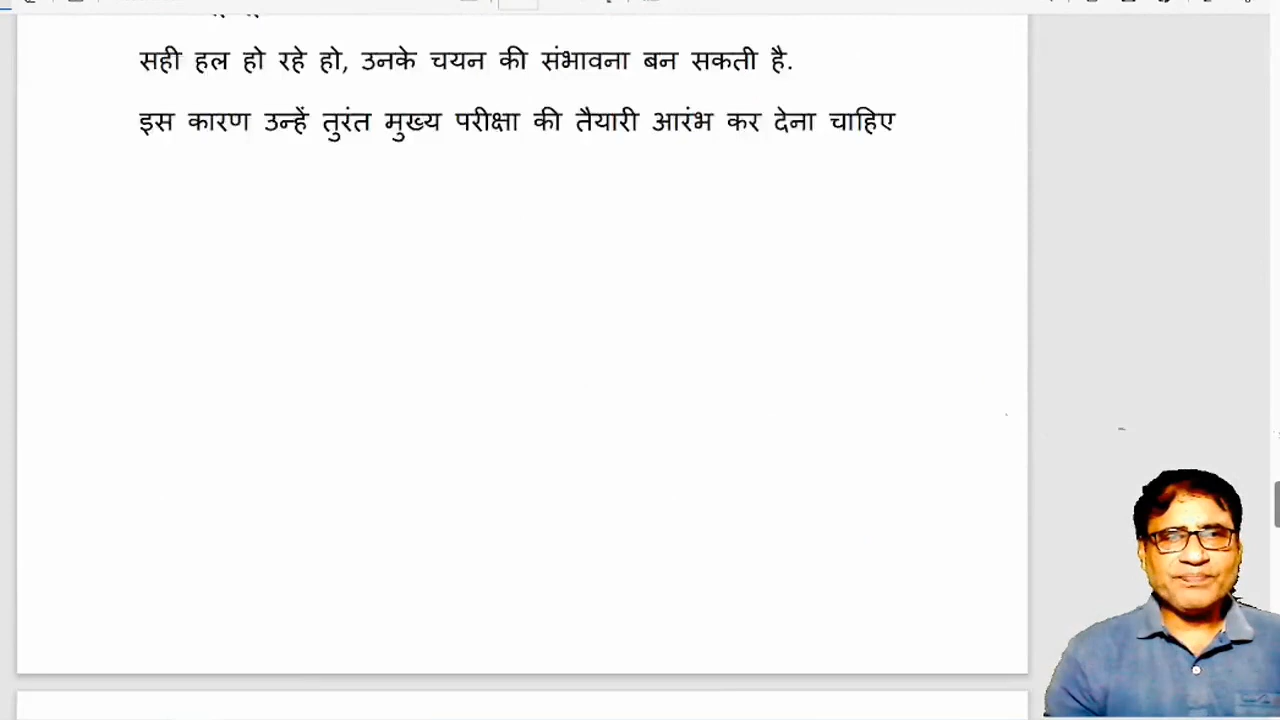 सही हल हो रहे हो, उनके चयन की संभावना बन सकती है.
इस कारण उन्हें तुरंत मुख्य परीक्षा की तैयारी आरंभ कर देना चाहिए